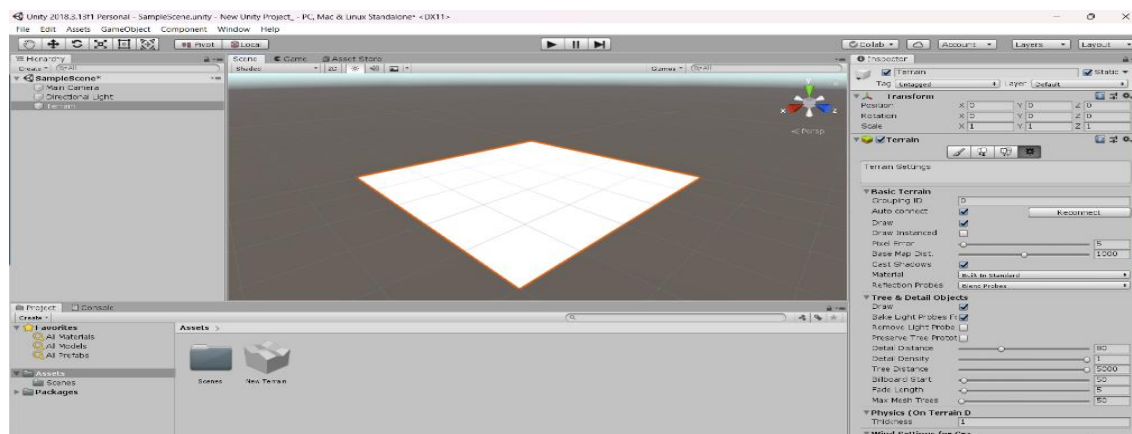 Unity 2018.3.13f1 Personal - SampleScene.unity - New Unity Project_ - PC, Mac & Linux Standalone* <DX11>
File Edit Assets GameObject Component Window Help
Pivot Local Collab Account Layers Layout
Hierarchy
Create All
SampleScene*
Main Camera
Directional Light
Terrain
Scene Game Asset Store
Shaded 2D Gizmos All
y
x z
Persp
Inspector
Terrain Static
Tag Untagged Layer Default
Transform
Position X 0 Y 0 Z 0
Rotation X 0 Y 0 Z 0
Scale X 1 Y 1 Z 1
Terrain
Terrain Settings
Basic Terrain
Grouping ID 0
Auto connect Reconnect
Draw
Draw Instanced
Pixel Error 5
Base Map Dist. 1000
Cast Shadows
Material Built In Standard
Reflection Probes Blend Probes
Tree & Detail Objects
Draw
Bake Light Probes F
Remove Light Probe
Preserve Tree Protot
Detail Distance 80
Detail Density 1
Tree Distance 5000
Billboard Start 50
Fade Length 5
Max Mesh Trees 50
Physics (On Terrain D
Thickness 1
Project Console
Create
Favorites
All Materials
All Models
All Prefabs
Assets
Scenes
Packages
Assets
Scenes New Terrain